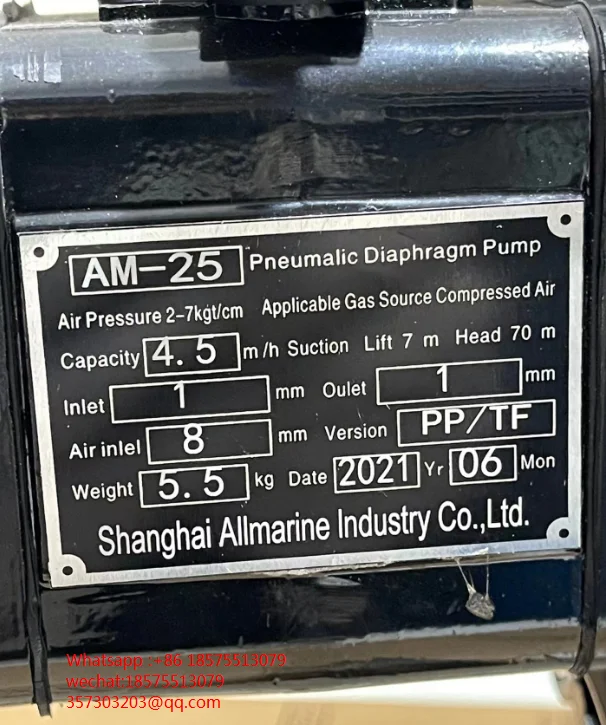 AM-25 Pneumalic Diaphragm Pump
Air Pressure 2-7kgt/cm Applicable Gas Source Compressed Air
Capacity 4.5 m/h Suction Lift 7 m Head 70 m
Inlet 1 mm Oulet 1 mm
Air inlel 8 mm Version PP/TF
Weight 5.5 kg Date 2021 Yr 06 Mon
Shanghai Allmarine Industry Co.,Ltd.
Whatsapp :+86 18575513079
wechat:18575513079
357303203@qq.com